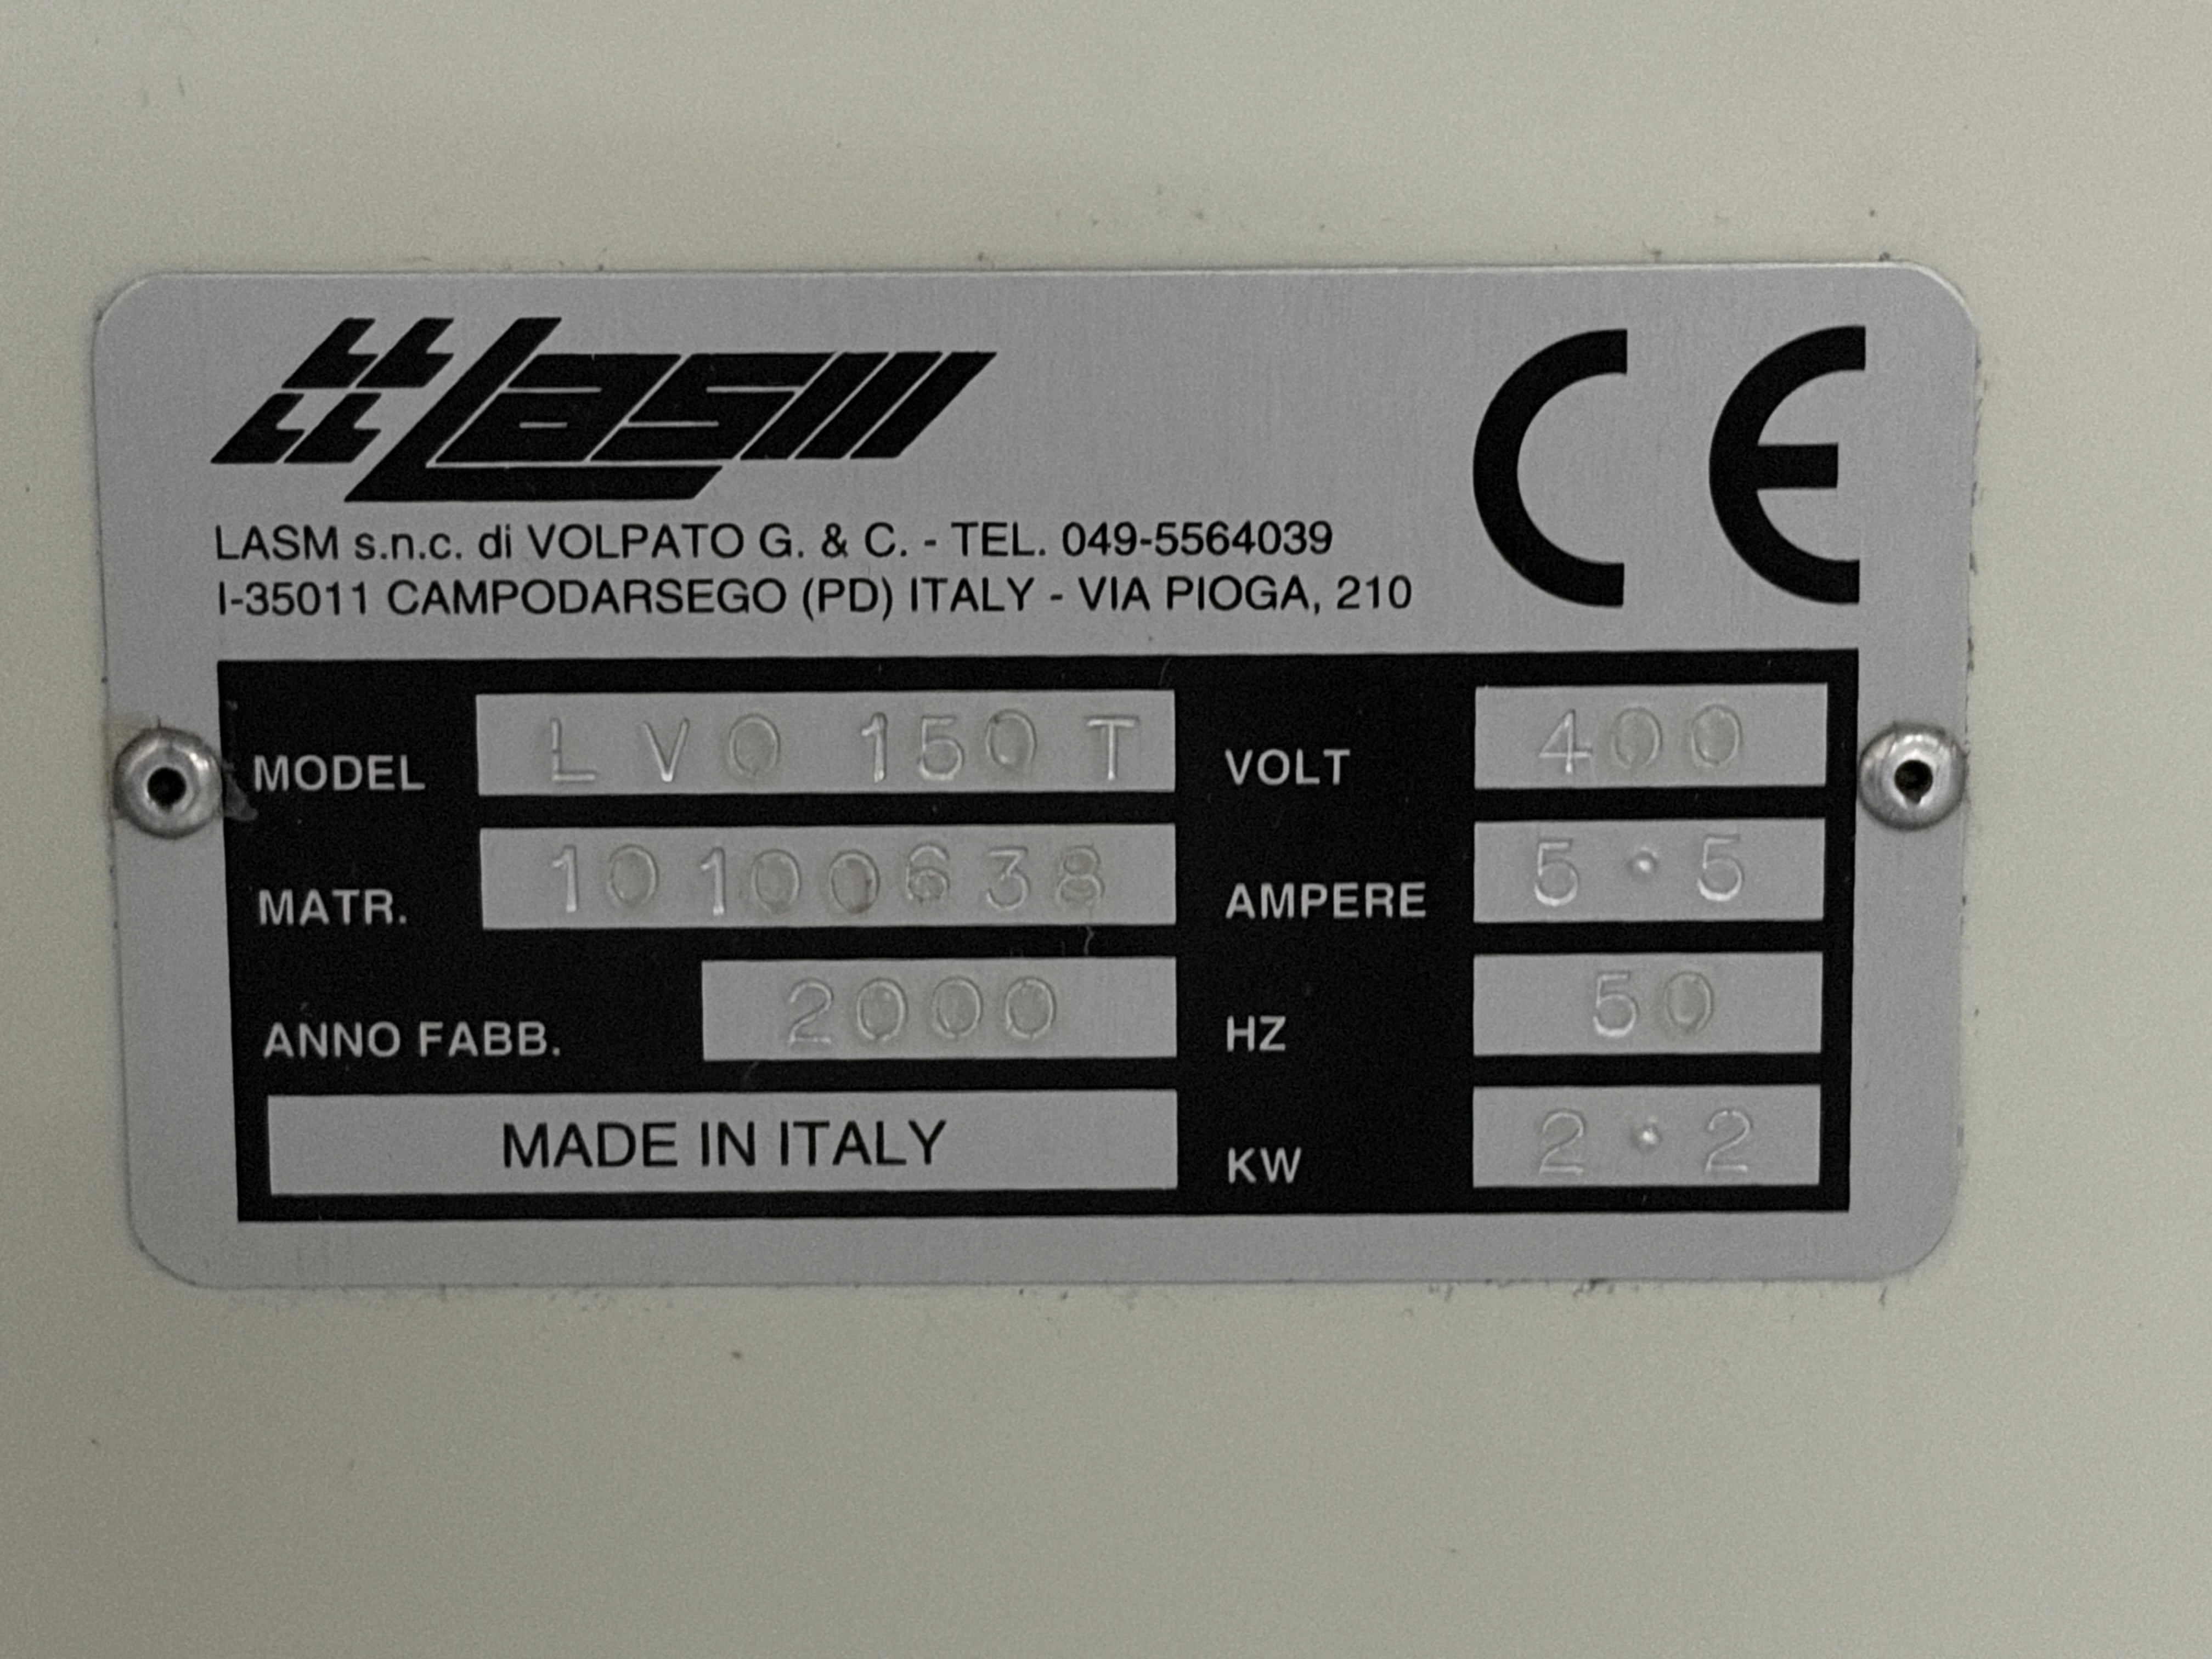 Lasm CE
LASM s.n.c. di VOLPATO G. & C. - TEL. 049-5564039
I-35011 CAMPODARSEGO (PD) ITALY - VIA PIOGA, 210
MODEL LVO 150 T VOLT 400
MATR. 10100638 AMPERE 5.5
ANNO FABB. 2000 HZ 50
MADE IN ITALY KW 2.2